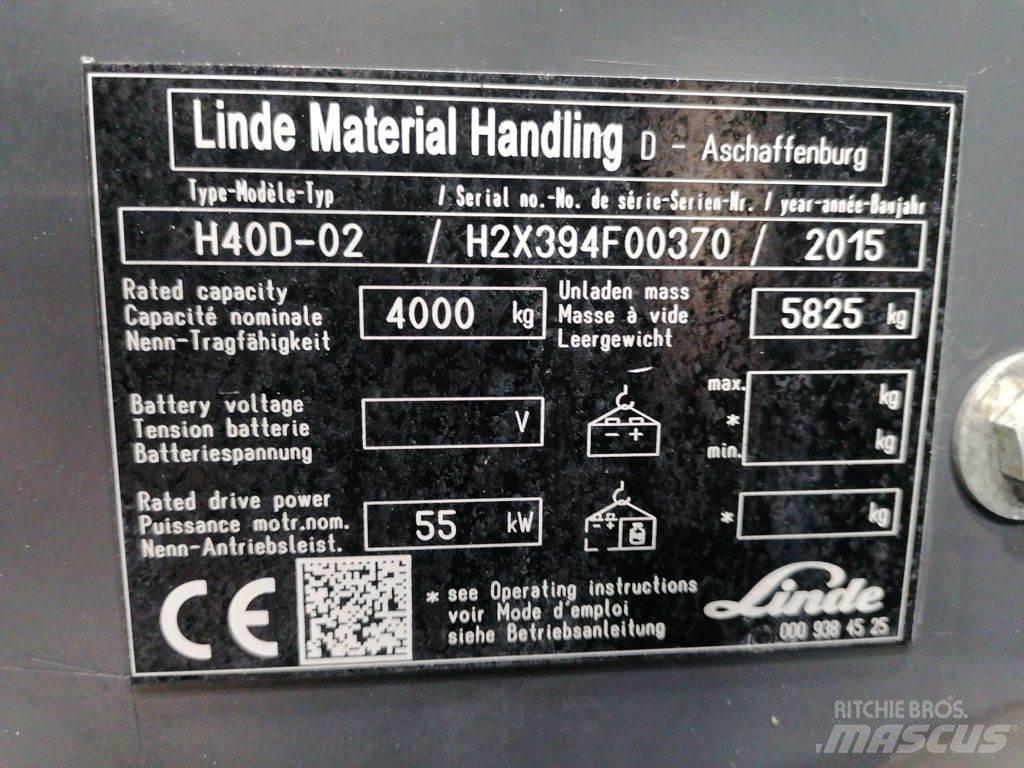 Linde Material Handling D - Aschaffenburg
Type-Modèle-Typ / Serial no.-No. de série-Serien-Nr. / year-année-Baujahr
H40D-02 / H2X394F00370 / 2015
Rated capacity
Capacité nominale
Nenn-Tragfähigkeit
4000 kg
Unladen mass
Masse à vide
Leergewicht
5825 kg
Battery voltage
Tension batterie
Batteriespannung
V
- +
max. kg
*
min. kg
Rated drive power
Puissance motr.nom.
Nenn-Antriebsleist.
55 kW
- +
* kg
CE
* see Operating instructions
voir Mode d'emploi
siehe Betriebsanleitung
Linde
000 938 45 25
RITCHIE BROS.
MASCUS